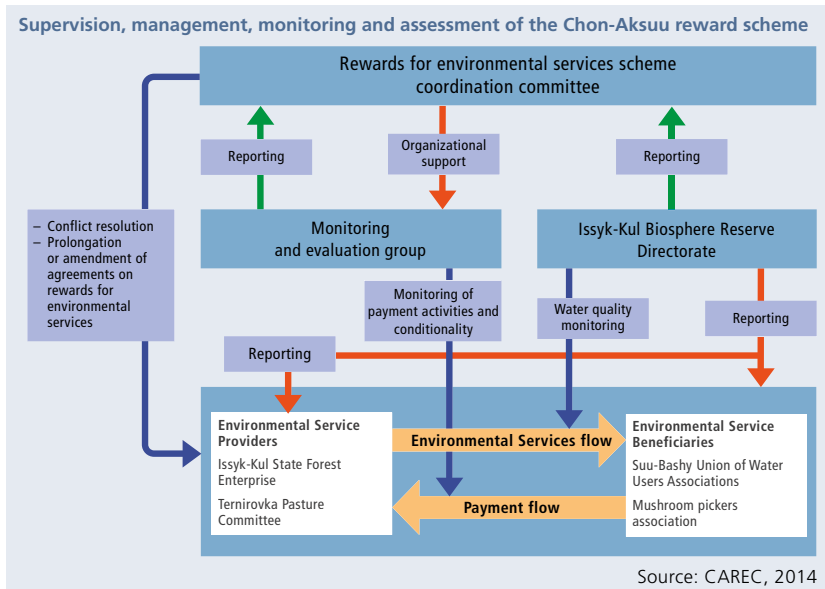 Supervision, management, monitoring and assessment of the Chon-Aksuu reward scheme
Rewards for environmental services scheme
coordination committee
Reporting
Organizational
support
Reporting
– Conflict resolution
– Prolongation
or amendment of
agreements on
rewards for
environmental
services
Monitoring
and evaluation group
Issyk-Kul Biosphere Reserve
Directorate
Monitoring of
payment activities and
conditionality
Water quality
monitoring
Reporting
Reporting
Environmental Service
Providers
Issyk-Kul State Forest
Enterprise
Ternirovka Pasture
Committee
Environmental Services flow
Payment flow
Environmental Service
Beneficiaries
Suu-Bashy Union of Water
Users Associations
Mushroom pickers
association
Source: CAREC, 2014